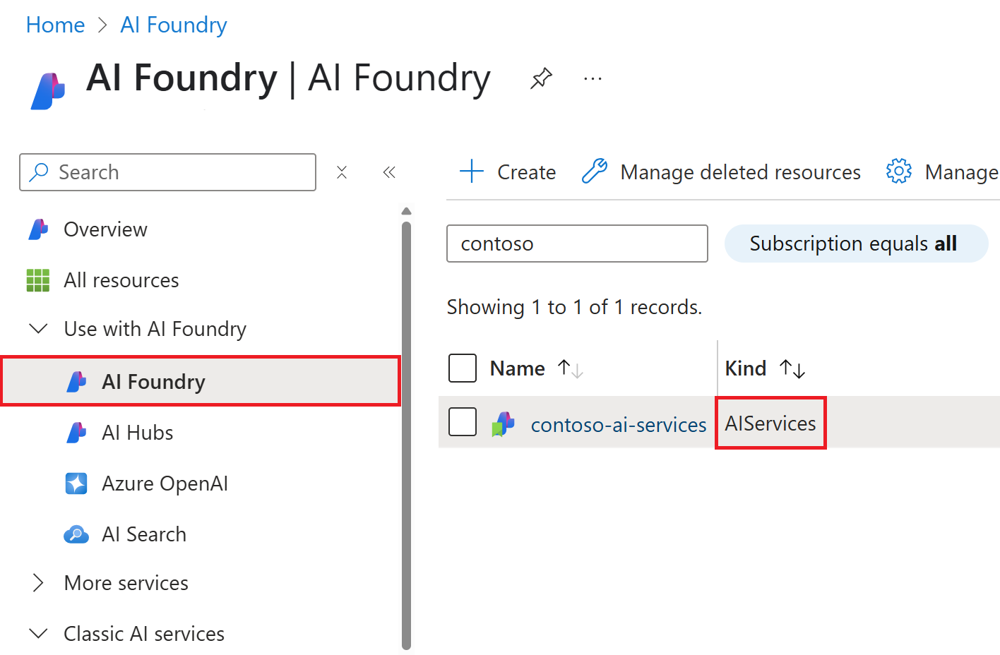 Home > AI Foundry
AI Foundry | AI Foundry
...
Search
Overview
All resources
Use with AI Foundry
AI Foundry
AI Hubs
Azure OpenAI
AI Search
More services
Classic AI services
Create Manage deleted resources Manage
contoso Subscription equals all
Showing 1 to 1 of 1 records.
Name Kind
contoso-ai-services AIServices